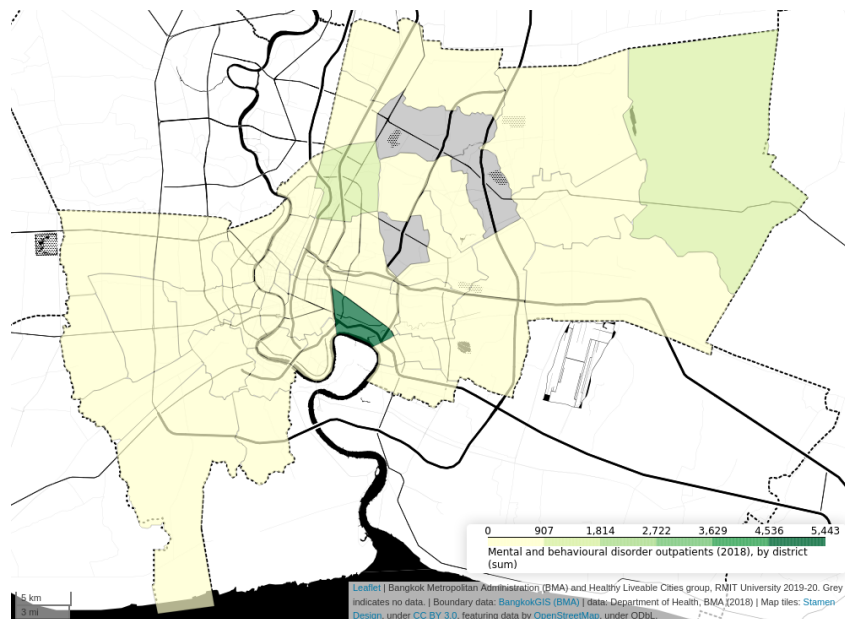 0 907 1,814 2,722 3,629 4,536 5,443
Mental and behavioural disorder outpatients (2018), by district
(sum)
5 km
3 mi
Leaflet | Bangkok Metropolitan Administration (BMA) and Healthy Liveable Cities group, RMIT University 2019-20. Grey
indicates no data. | Boundary data: BangkokGIS (BMA) | data: Department of Health, BMA (2018) | Map tiles: Stamen
Design, under CC BY 3.0, featuring data by OpenStreetMap, under ODbL.